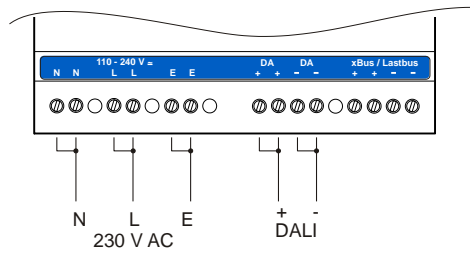 110 - 240 V ≂ DA DA xBus / Lastbus
N N L L E E + + − − + + − −
N L E + -
230 V AC DALI